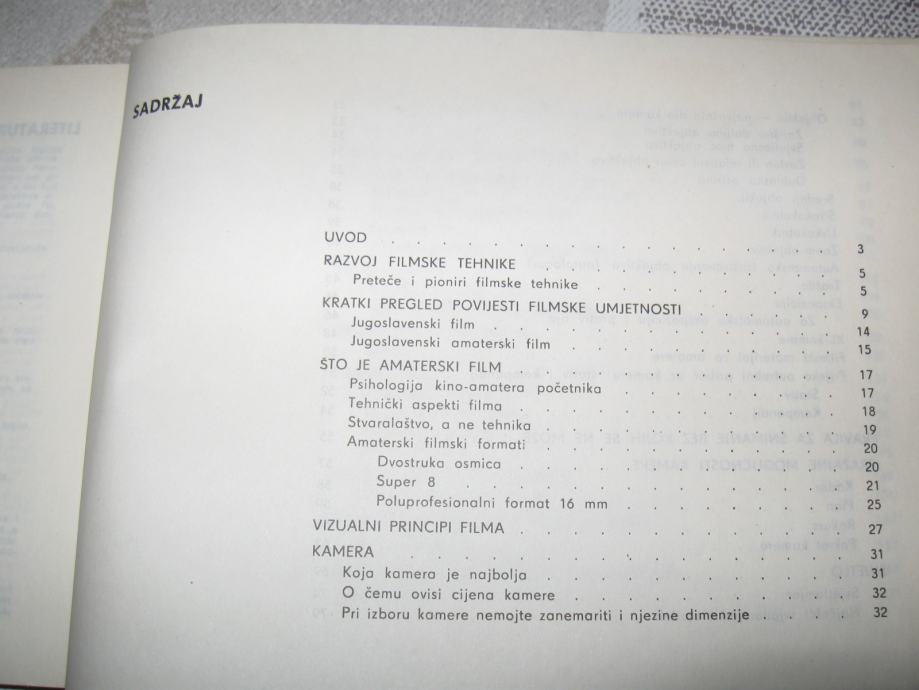 SADRŽAJ
UVOD . . . . . . . . . . . . . . . . 3
RAZVOJ FILMSKE TEHNIKE . . . . . . . . . . . 5
Preteče i pioniri filmske tehnike . . . . . . . . . 5
KRATKI PREGLED POVIJESTI FILMSKE UMJETNOSTI . . . . . . 9
Jugoslavenski film . . . . . . . . . . . . 14
Jugoslavenski amaterski film . . . . . . . . . . 15
ŠTO JE AMATERSKI FILM . . . . . . . . . . . 17
Psihologija kino-amatera početnika . . . . . . . . 17
Tehnički aspekti filma . . . . . . . . . . . 18
Stvaralaštvo, a ne tehnika . . . . . . . . . . 19
Amaterski filmski formati . . . . . . . . . . . 20
Dvostruka osmica . . . . . . . . . . . 20
Super 8 . . . . . . . . . . . . . 21
Poluprofesionalni format 16 mm . . . . . . . . 25
VIZUALNI PRINCIPI FILMA . . . . . . . . . . . 27
KAMERA . . . . . . . . . . . . . . . 31
Koja kamera je najbolja . . . . . . . . . . . 31
O čemu ovisi cijena kamere . . . . . . . . . . 32
Pri izboru kamere nemojte zanemariti i njezine dimenzije . . . . 32